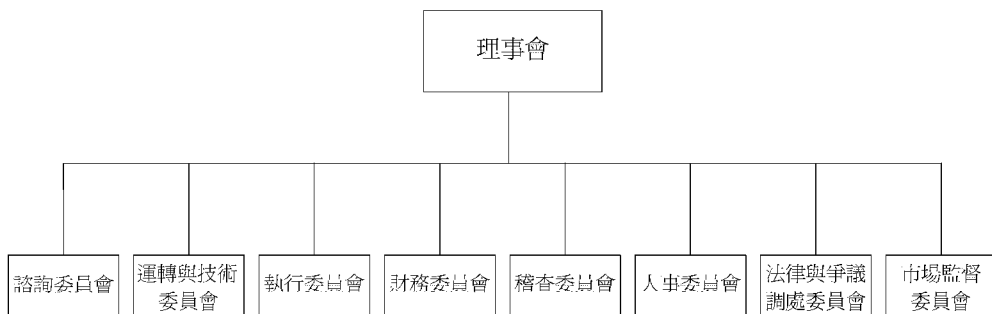 理事會
諮詢委員會
運轉與技術
委員會
執行委員會
財務委員會
稽查委員會
人事委員會
法律與爭議
調處委員會
市場監督
委員會